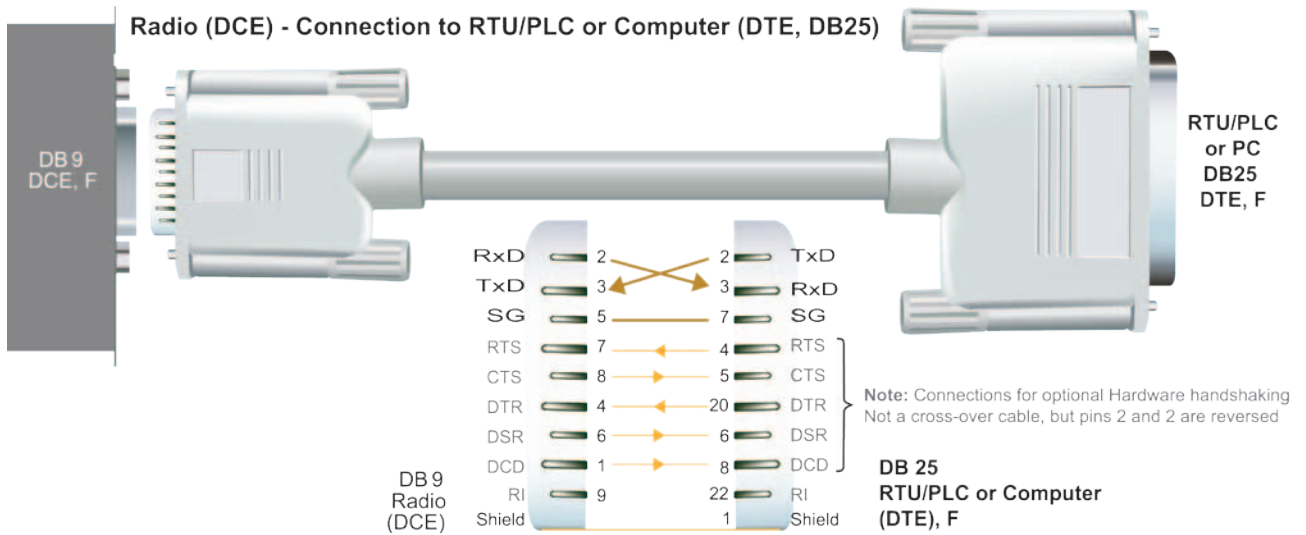 Radio (DCE) - Connection to RTU/PLC or Computer (DTE, DB25)
DB 9
DCE, F
RTU/PLC
or PC
DB25
DTE, F
RxD 2 2 TxD
TxD 3 3 RxD
SG 5 7 SG
RTS 7 4 RTS
CTS 8 5 CTS
DTR 4 20 DTR
DSR 6 6 DSR
DCD 1 8 DCD
RI 9 22 RI
Shield 1 Shield
Note: Connections for optional Hardware handshaking
Not a cross-over cable, but pins 2 and 2 are reversed
DB 9
Radio
(DCE)
DB 25
RTU/PLC or Computer
(DTE), F